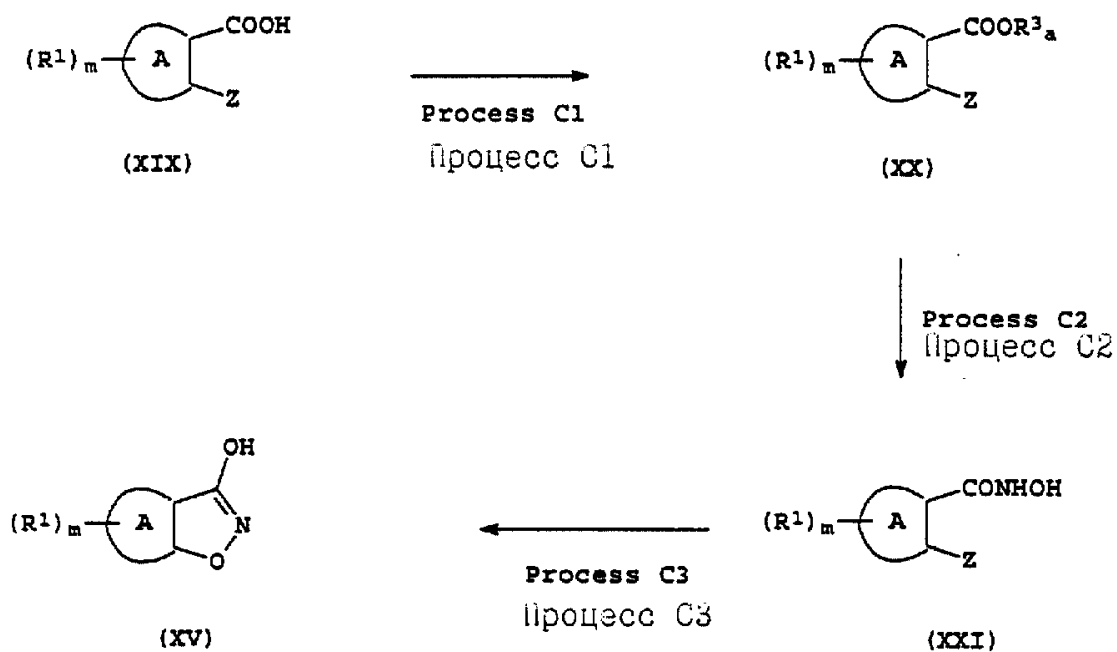 COOH
(R¹)ₘ A
Z
(XIX)
Process C1
Процесс C1
COOR³ₐ
(R¹)ₘ A
Z
(XX)
Process C2
Процесс C2
OH
(R¹)ₘ A
N
O
(XV)
Process C3
Процесс C3
CONHOH
(R¹)ₘ A
Z
(XXI)